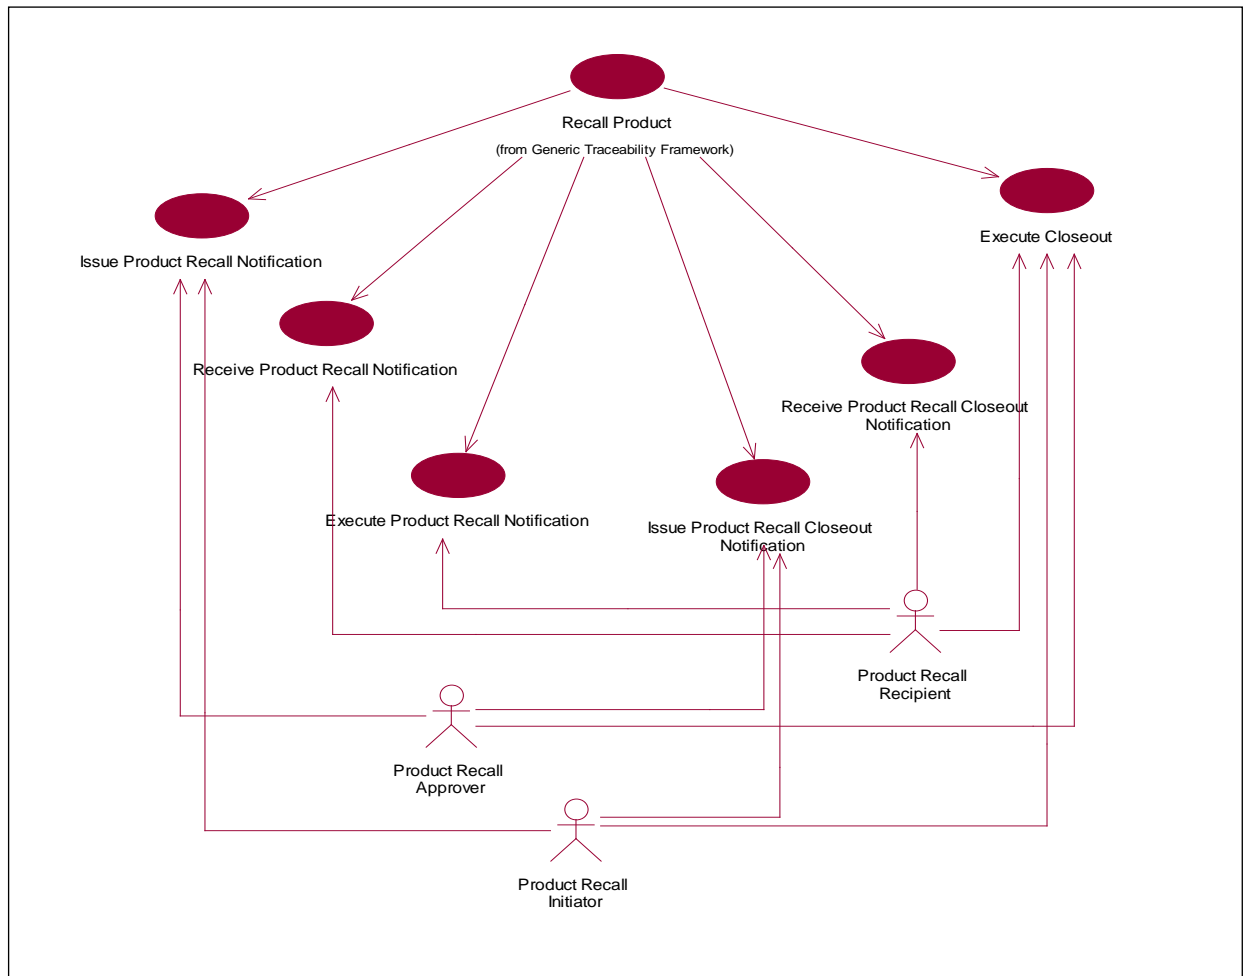 Recall Product
(from Generic Traceability Framework)
Execute Closeout
Issue Product Recall Notification
Receive Product Recall Notification
Receive Product Recall Closeout
Notification
Execute Product Recall Notification
Issue Product Recall Closeout
Notification
Product Recall
Recipient
Product Recall
Approver
Product Recall
Initiator